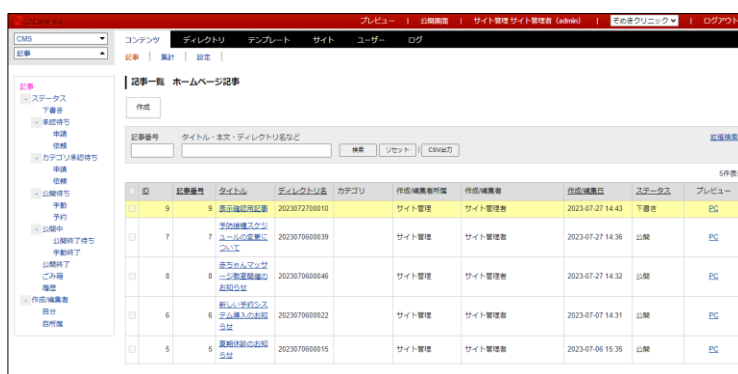 ZOMEKI プレビュー | 公開画面 | サイト管理 サイト管理者 (admin) | ぞめきクリニック | ログアウト
CMS
記事
コンテンツ ディレクトリ テンプレート サイト ユーザー ログ
記事 | 集計 | 設定
記事
- ステータス
下書き
- 承認待ち
申請
依頼
- カテゴリ承認待ち
申請
依頼
- 公開待ち
手動
予約
- 公開中
公開終了待ち
手動終了
公開終了
ごみ箱
履歴
- 作成/編集者
自分
自所属
記事一覧 ホームページ記事
作成
記事番号 タイトル・本文・ディレクトリ名など
検索 リセット | CSV出力 拡張検索
5件表
ID 記事番号 タイトル ディレクトリ名 カテゴリ 作成/編集者所属 作成/編集者 作成/編集日 ステータス プレビュー
9 9 表示確認用記事 2023072700010 サイト管理 サイト管理者 2023-07-27 14:43 下書き PC
予防接種スケジ
7 7 ュールの変更に 2023070600039 サイト管理 サイト管理者 2023-07-27 14:36 公開 PC
ついて
赤ちゃんマッサ
8 8 ージ教室開催の 2023070600046 サイト管理 サイト管理者 2023-07-27 14:32 公開 PC
お知らせ
新しい予約シス
6 6 テム導入のお知 2023070600022 サイト管理 サイト管理者 2023-07-07 14:31 公開 PC
らせ
5 5 夏期休診のお知 2023070600015 サイト管理 サイト管理者 2023-07-06 15:35 公開 PC
らせ